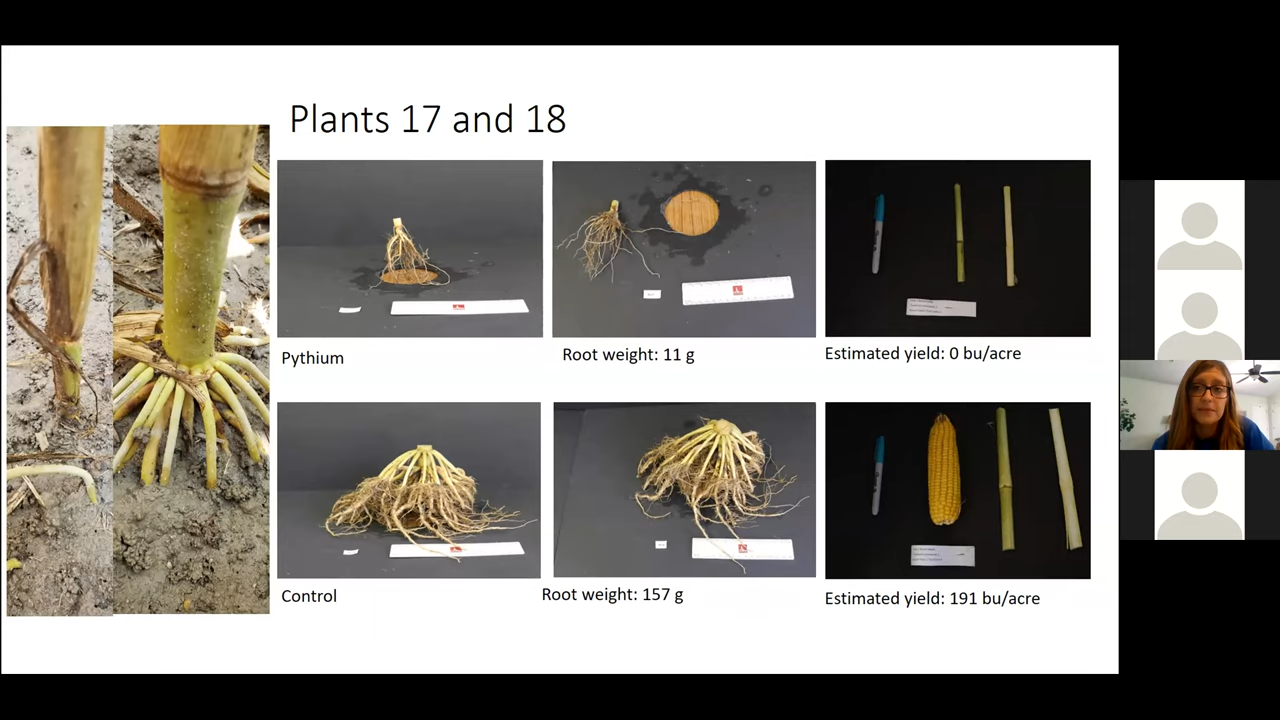 Plants 17 and 18
Pythium
Root weight: 11 g
Estimated yield: 0 bu/acre
Control
Root weight: 157 g
Estimated yield: 191 bu/acre